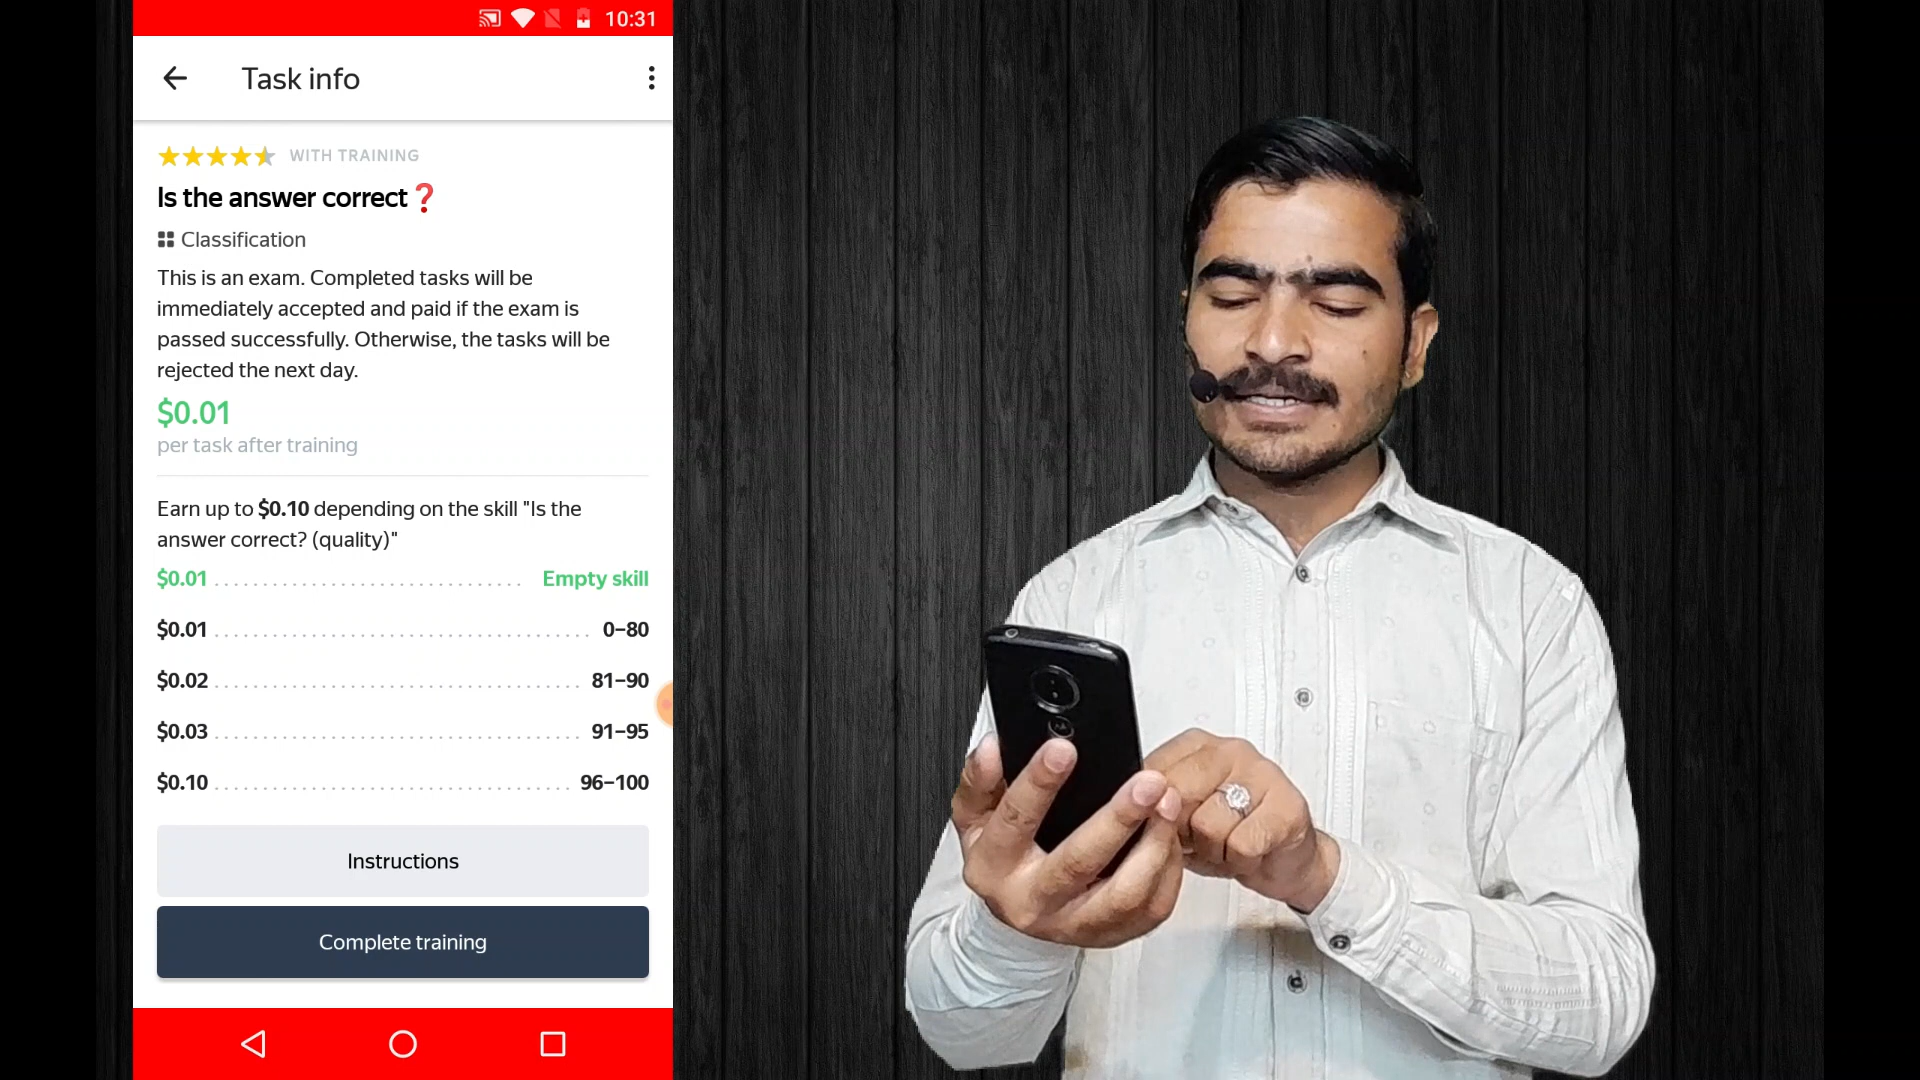 10:31
Task info
WITH TRAINING
Is the answer correct❓
Classification
This is an exam. Completed tasks will be
immediately accepted and paid if the exam is
passed successfully. Otherwise, the tasks will be
rejected the next day.
$0.01
per task after training
Earn up to $0.10 depending on the skill "Is the
answer correct? (quality)"
$0.01 Empty skill
$0.01 0–80
$0.02 81–90
$0.03 91–95
$0.10 96–100
Instructions
Complete training